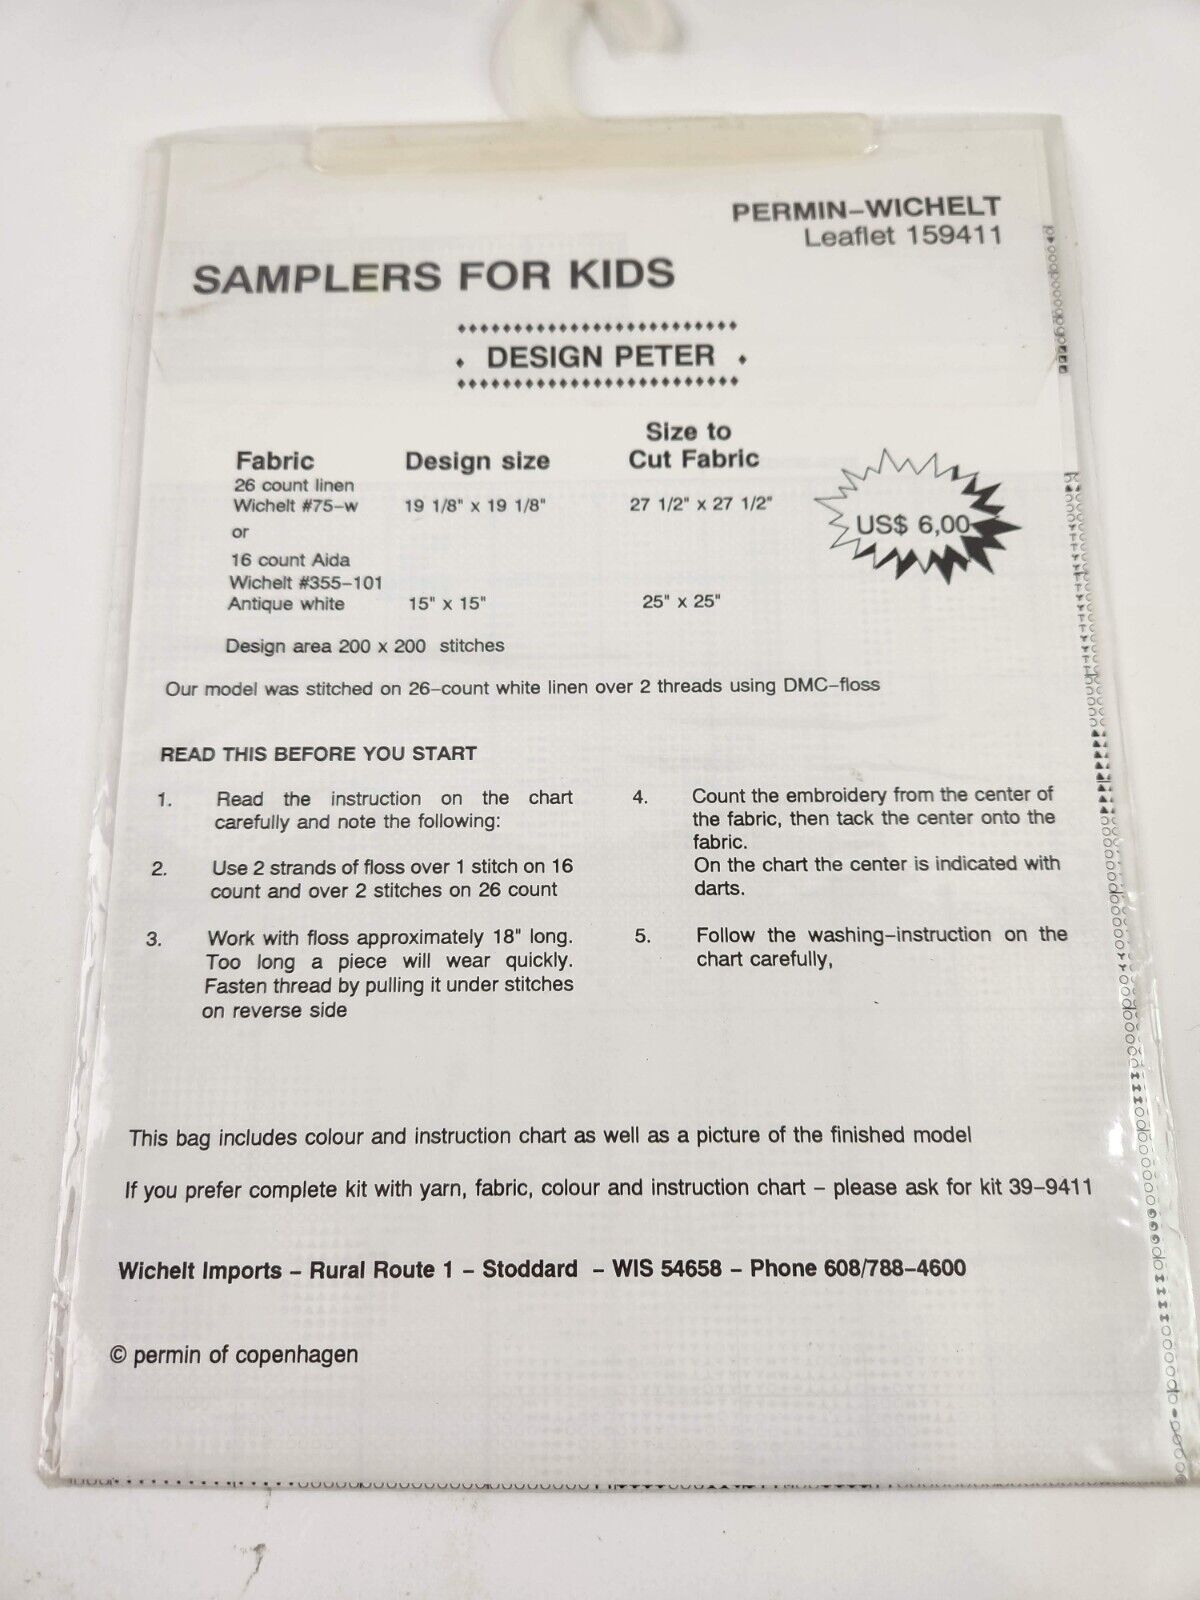 PERMIN–WICHELT
Leaflet 159411
SAMPLERS FOR KIDS
DESIGN PETER
Fabric Design size Size to
Cut Fabric
26 count linen
Wichelt #75–w 19 1/8" x 19 1/8" 27 1/2" x 27 1/2"
or
16 count Aida
Wichelt #355–101
Antique white 15" x 15" 25" x 25"
US$ 6,00
Design area 200 x 200 stitches
Our model was stitched on 26–count white linen over 2 threads using DMC–floss
READ THIS BEFORE YOU START
1. Read the instruction on the chart
carefully and note the following:
2. Use 2 strands of floss over 1 stitch on 16
count and over 2 stitches on 26 count
3. Work with floss approximately 18" long.
Too long a piece will wear quickly.
Fasten thread by pulling it under stitches
on reverse side
4. Count the embroidery from the center of
the fabric, then tack the center onto the
fabric.
On the chart the center is indicated with
darts.
5. Follow the washing–instruction on the
chart carefully,
This bag includes colour and instruction chart as well as a picture of the finished model
If you prefer complete kit with yarn, fabric, colour and instruction chart – please ask for kit 39–9411
Wichelt Imports – Rural Route 1 – Stoddard – WIS 54658 – Phone 608/788–4600
© permin of copenhagen